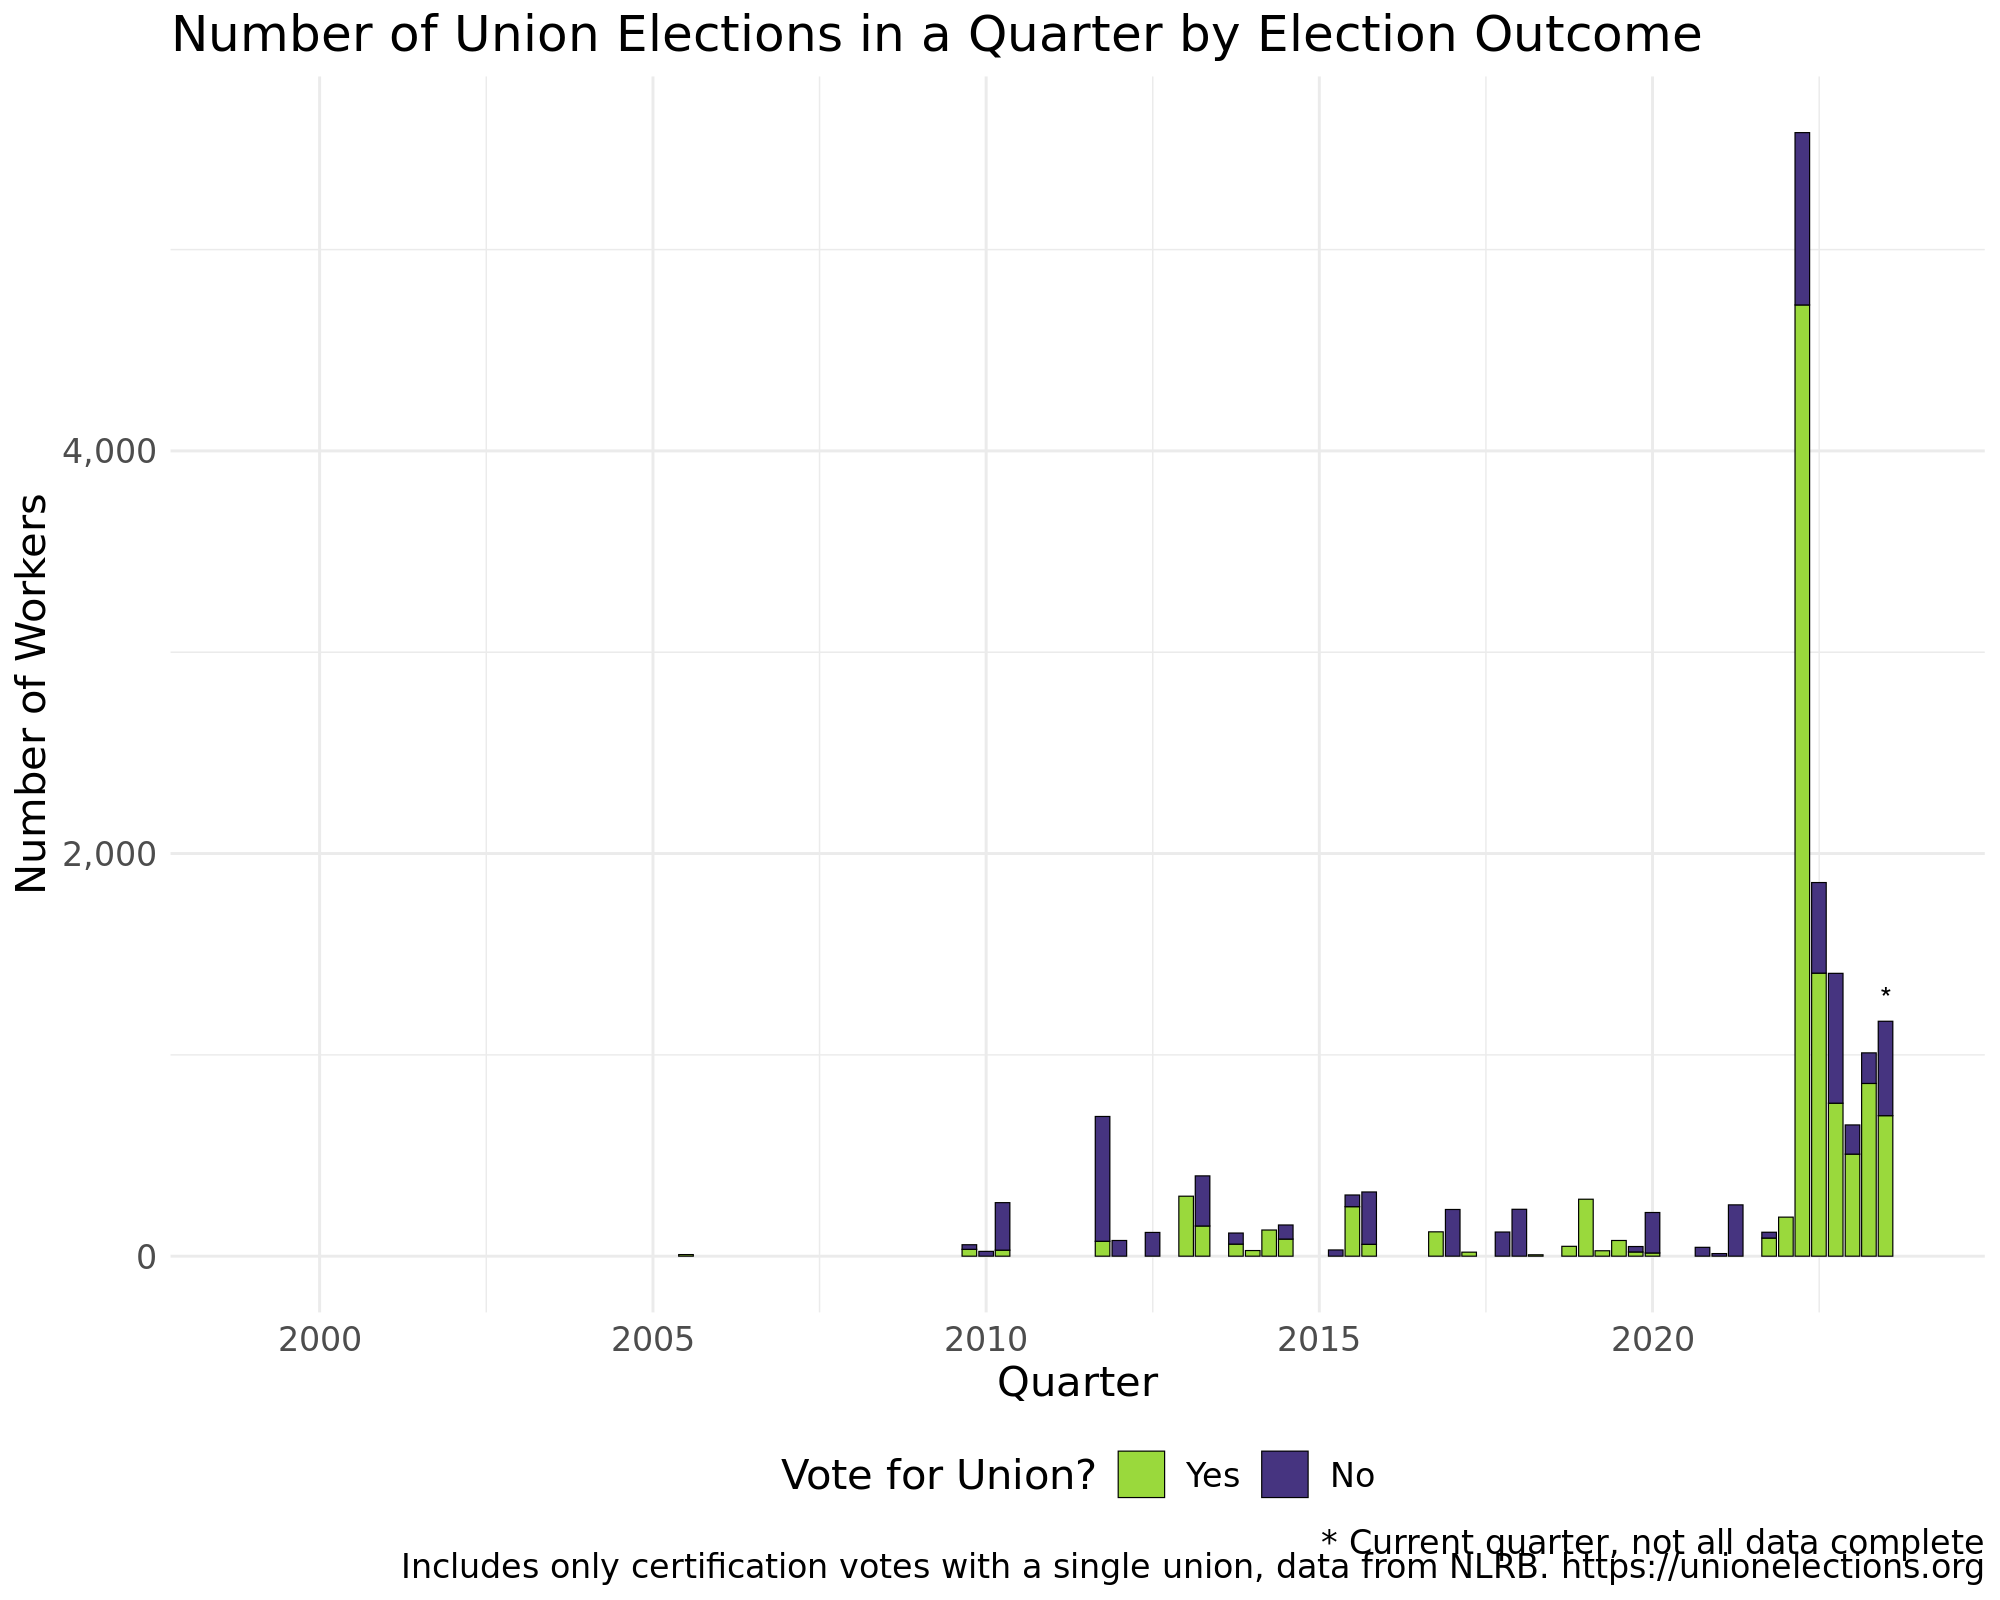 Number of Union Elections in a Quarter by Election Outcome
Number of Workers
4,000
2,000
0
*
2000 2005 2010 2015 2020
Quarter
Vote for Union? Yes No
* Current quarter, not all data complete
Includes only certification votes with a single union, data from NLRB. https://unionelections.org